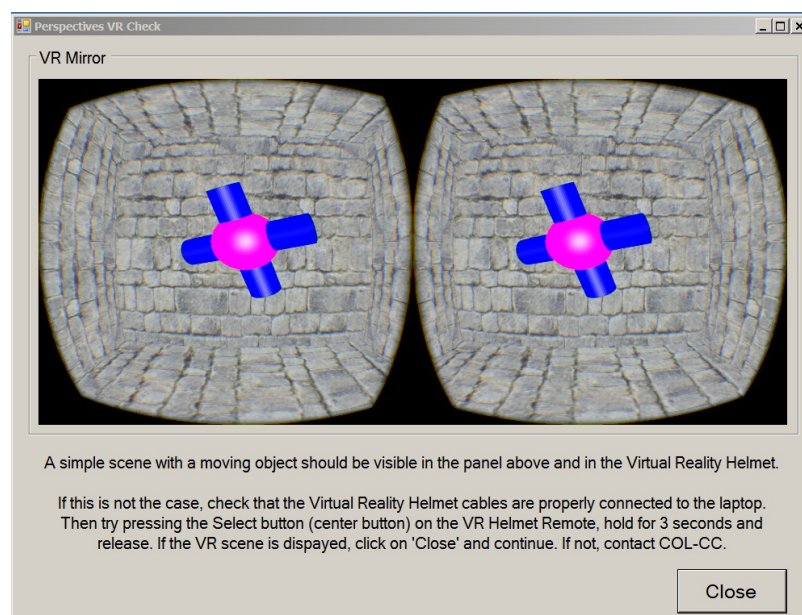 Perspectives VR Check
VR Mirror
A simple scene with a moving object should be visible in the panel above and in the Virtual Reality Helmet.
If this is not the case, check that the Virtual Reality Helmet cables are properly connected to the laptop.
Then try pressing the Select button (center button) on the VR Helmet Remote, hold for 3 seconds and
release. If the VR scene is dispayed, click on 'Close' and continue. If not, contact COL-CC.
Close